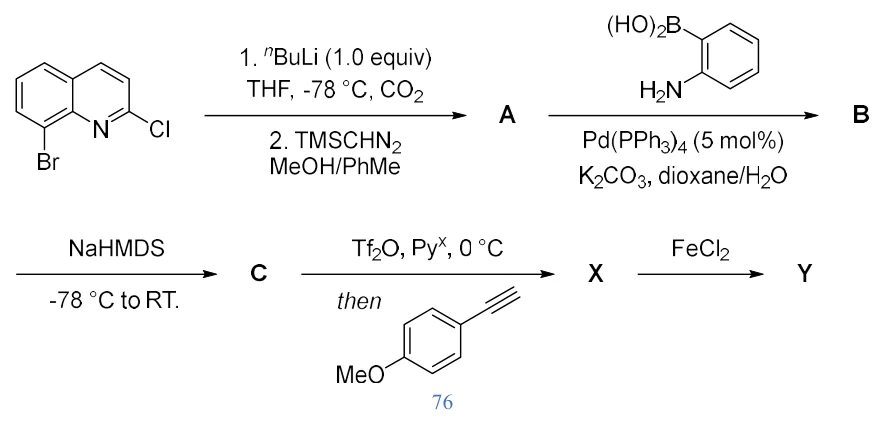 N
Cl
Br
1. ⁿBuLi (1.0 equiv)
THF, -78 °C, CO₂
2. TMSCHN₂
MeOH/PhMe
A
(HO)₂B
H₂N
Pd(PPh₃)₄ (5 mol%)
K₂CO₃, dioxane/H₂O
B
NaHMDS
-78 °C to RT.
C
Tf₂O, Pyˣ, 0 °C
then
MeO
76
X
FeCl₂
Y